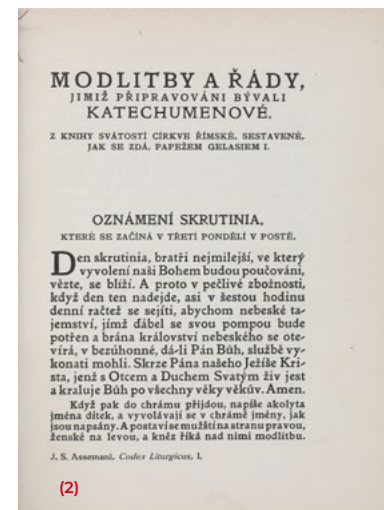 MODLITBY A ŘÁDY,
JIMIŽ PŘIPRAVOVÁNI BÝVALI
KATECHUMENOVÉ.
Z KNIHY SVÁTOSTÍ CÍRKVE ŘÍMSKÉ, SESTAVENÉ,
JAK SE ZDÁ, PAPEŽEM GELASIEM I.
OZNÁMENÍ SKRUTINIA,
KTERÉ SE ZAČÍNÁ V TŘETÍ PONDĚLÍ V POSTĚ.
Den skrutinia, bratři nejmilejší, ve který
vyvolení naši Bohem budou poučováni,
vězte, se blíží. A proto v pečlivé zbožnosti,
když den ten nadejde, asi v šestou hodinu
denní račtež se sejíti, abychom nebeské ta-
jemství, jímž ďábel se svou pompou bude
potřen a brána království nebeského se ote-
vírá, v bezúhonné, dá-li Pán Bůh, službě vy-
konati mohli. Skrze Pána našeho Ježíše Kri-
sta, jenž s Otcem a Duchem Svatým živ jest
a kraluje Bůh po všechny věky věkův. Amen.
Když pak do chrámu přijdou, napíše akolyta
jména dítek, a vyvolávají se v chrámě jmény, jak
jsou napsány. A postaví se mužští na stranu pravou,
ženské na levou, a kněz říká nad nimi modlitbu.
J. S. Assemani, Codex Liturgicus, I.
(2)